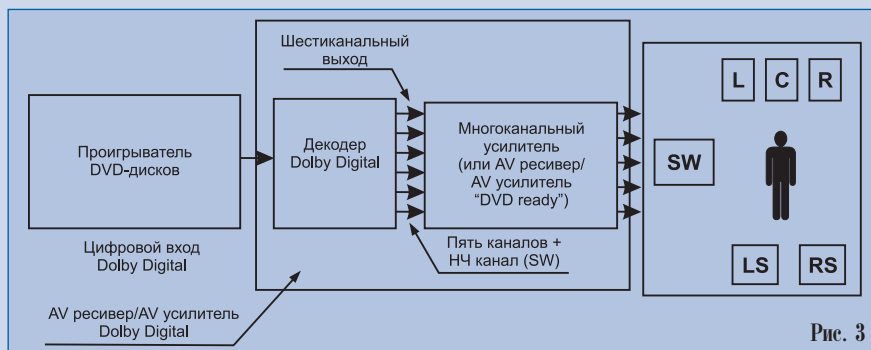 Шестиканальный
выход
Проигрыватель
DVD-дисков
Декодер
Dolby Digital
Многоканальный
усилитель
(или AV ресивер/
AV усилитель
“DVD ready”)
L C R
SW
LS RS
Цифровой вход
Dolby Digital
Пять каналов +
НЧ канал (SW)
AV ресивер/AV усилитель
Dolby Digital
Рис. 3